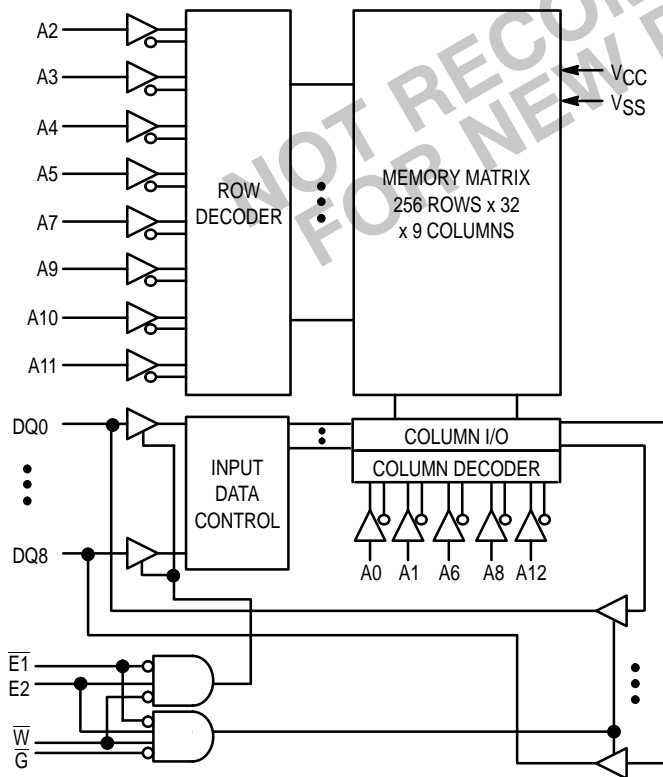 A2
A3
A4
A5
A7
A9
A10
A11
ROW
DECODER
MEMORY MATRIX
256 ROWS x 32
x 9 COLUMNS
VCC
VSS
NOT
FOR NEW
DQ0
DQ8
INPUT
DATA
CONTROL
COLUMN I/O
COLUMN DECODER
A0 A1 A6 A8 A12
E1
E2
W
G